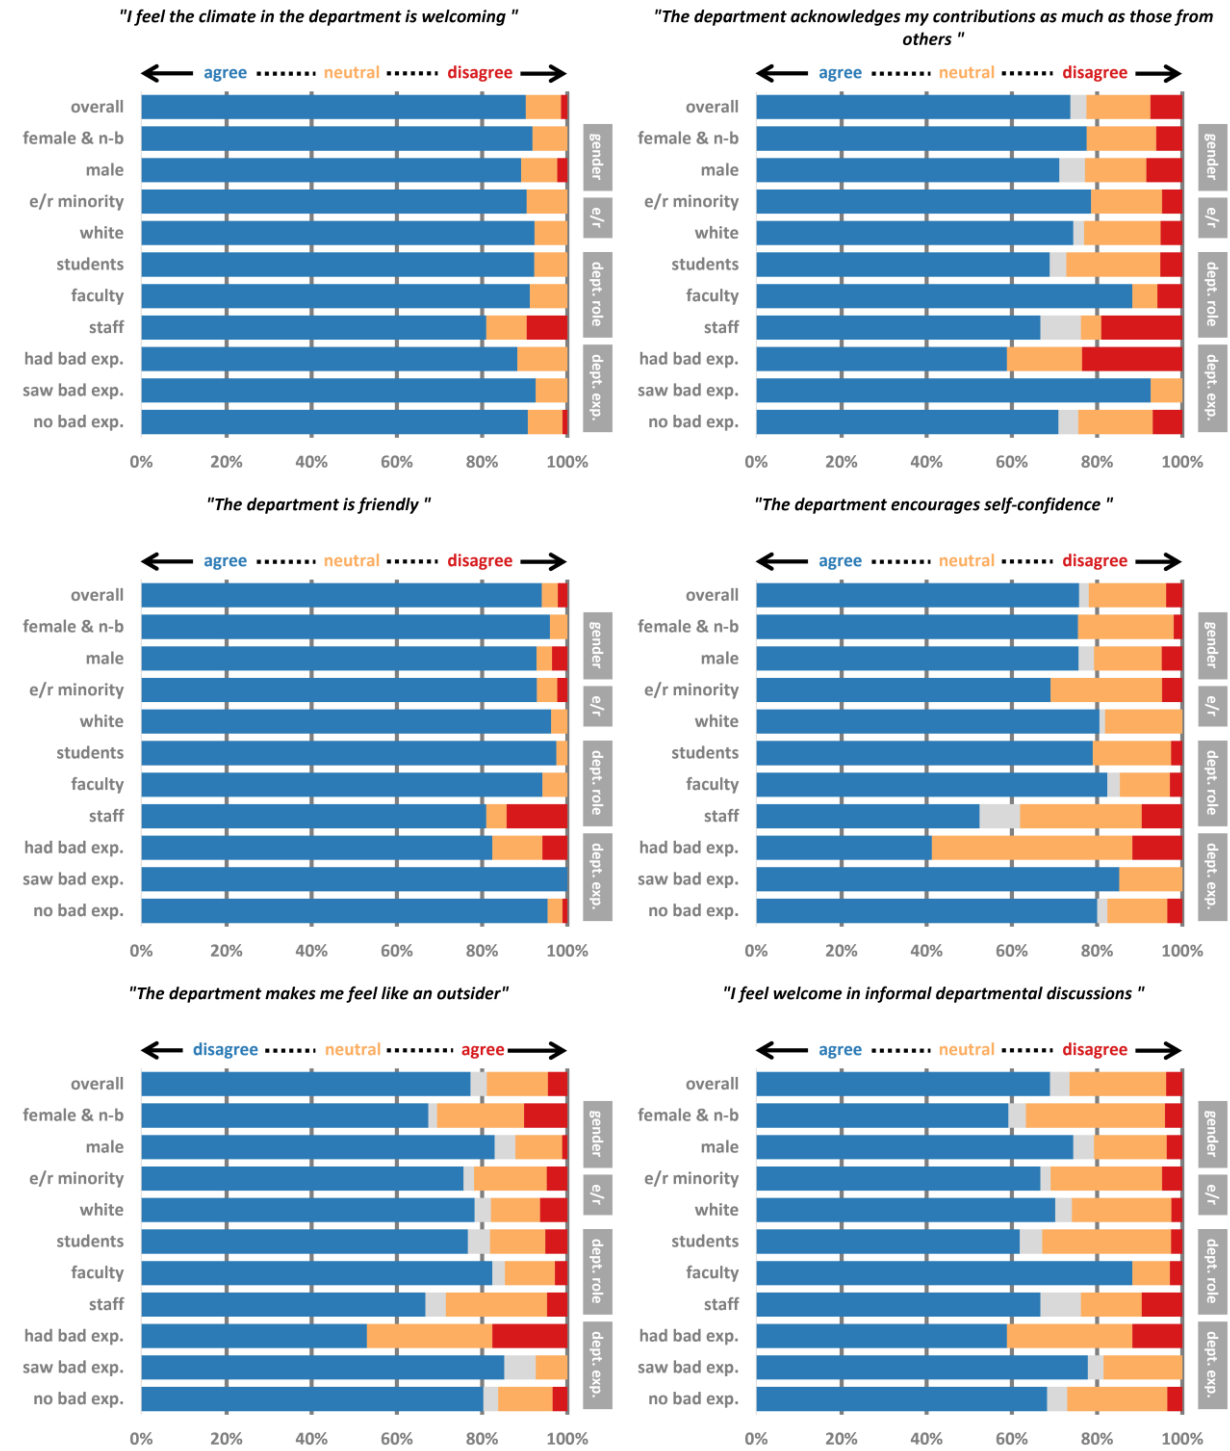 "I feel the climate in the department is welcoming "
agree neutral disagree
overall
female & n-b
male
e/r minority
white
students
faculty
staff
had bad exp.
saw bad exp.
no bad exp.
gender
e/r
dept. role
dept. exp.
0% 20% 40% 60% 80% 100%
"The department acknowledges my contributions as much as those from
others "
agree neutral disagree
overall
female & n-b
male
e/r minority
white
students
faculty
staff
had bad exp.
saw bad exp.
no bad exp.
gender
e/r
dept. role
dept. exp.
0% 20% 40% 60% 80% 100%
"The department is friendly "
agree neutral disagree
overall
female & n-b
male
e/r minority
white
students
faculty
staff
had bad exp.
saw bad exp.
no bad exp.
gender
e/r
dept. role
dept. exp.
0% 20% 40% 60% 80% 100%
"The department encourages self-confidence "
agree neutral disagree
overall
female & n-b
male
e/r minority
white
students
faculty
staff
had bad exp.
saw bad exp.
no bad exp.
gender
e/r
dept. role
dept. exp.
0% 20% 40% 60% 80% 100%
"The department makes me feel like an outsider"
disagree neutral agree
overall
female & n-b
male
e/r minority
white
students
faculty
staff
had bad exp.
saw bad exp.
no bad exp.
gender
e/r
dept. role
dept. exp.
0% 20% 40% 60% 80% 100%
"I feel welcome in informal departmental discussions "
agree neutral disagree
overall
female & n-b
male
e/r minority
white
students
faculty
staff
had bad exp.
saw bad exp.
no bad exp.
gender
e/r
dept. role
dept. exp.
0% 20% 40% 60% 80% 100%